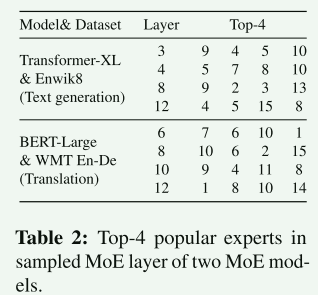 Model& Dataset Layer Top-4
Transformer-XL
& Enwik8
(Text generation)
3 9 4 5 10
4 5 7 8 10
8 9 2 3 13
12 4 5 15 8
BERT-Large
& WMT En-De
(Translation)
6 7 6 10 1
8 10 6 2 15
10 9 4 11 8
12 1 8 10 14
Table 2: Top-4 popular experts in
sampled MoE layer of two MoE mod-
els.